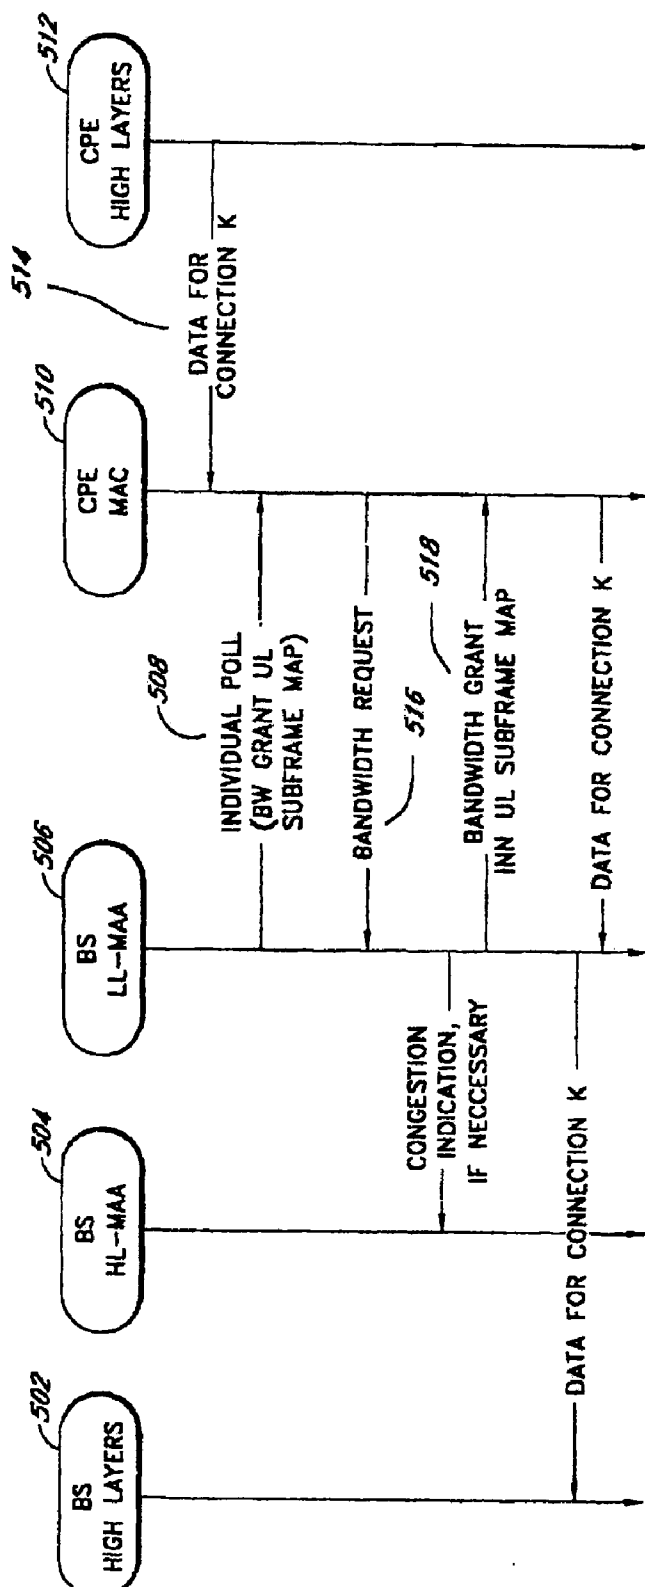 502
BS
HIGH LAYERS
504
BS
HL-MAA
506
BS
LL-MAA
510
CPE
MAC
512
CPE
HIGH LAYERS
514
DATA FOR
CONNECTION K
508
INDIVIDUAL POLL
(BW GRANT UL
SUBFRAME MAP)
BANDWIDTH REQUEST
516
CONGESTION
INDICATION,
IF NECCESSARY
518
BANDWIDTH GRANT
INN UL SUBFRAME MAP
DATA FOR CONNECTION K
DATA FOR CONNECTION K